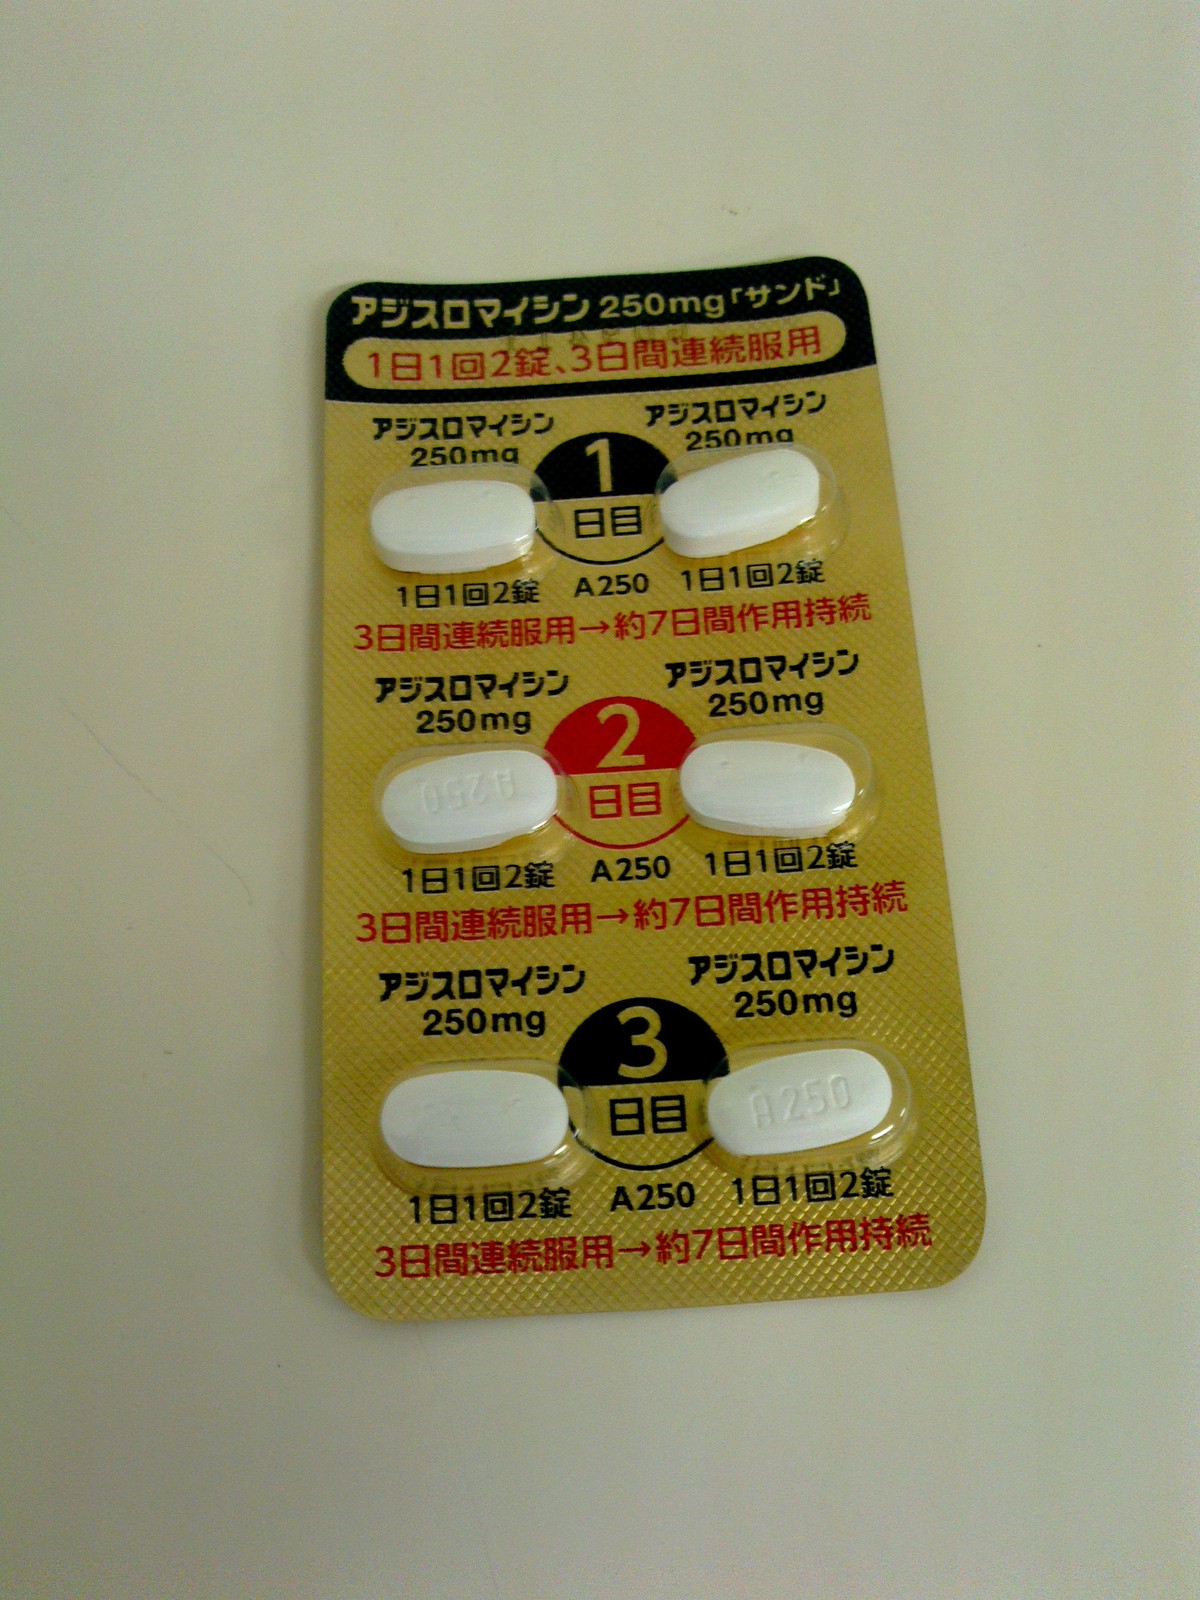 アジスロマイシン 250mg「サンド」
1日1回2錠、3日間連続服用
アジスロマイシン 250mg
アジスロマイシン 250mg
1日目
1日1回2錠
A250
1日1回2錠
3日間連続服用→約7日間作用持続
アジスロマイシン 250mg
アジスロマイシン 250mg
2日目
A250
1日1回2錠
A250
1日1回2錠
3日間連続服用→約7日間作用持続
アジスロマイシン 250mg
アジスロマイシン 250mg
3日目
A250
1日1回2錠
A250
1日1回2錠
3日間連続服用→約7日間作用持続